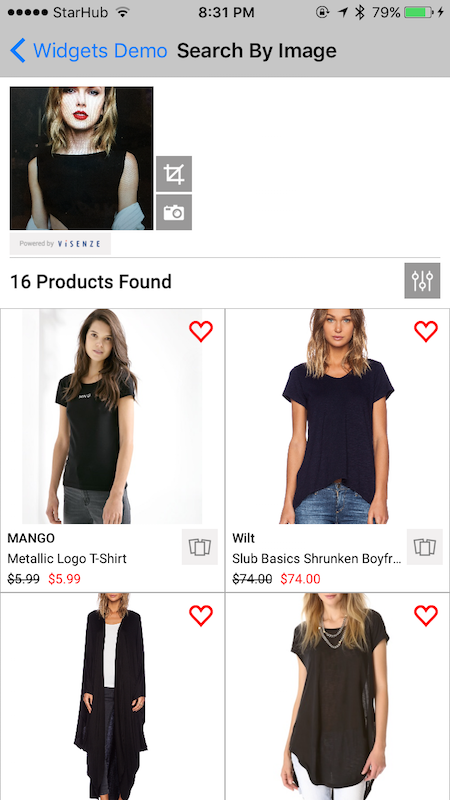 StarHub 8:31 PM 79%
Widgets Demo Search By Image
Powered by ViSENZE
16 Products Found
MANGO
Metallic Logo T-Shirt
$5.99 $5.99
Wilt
Slub Basics Shrunken Boyfr...
$74.00 $74.00